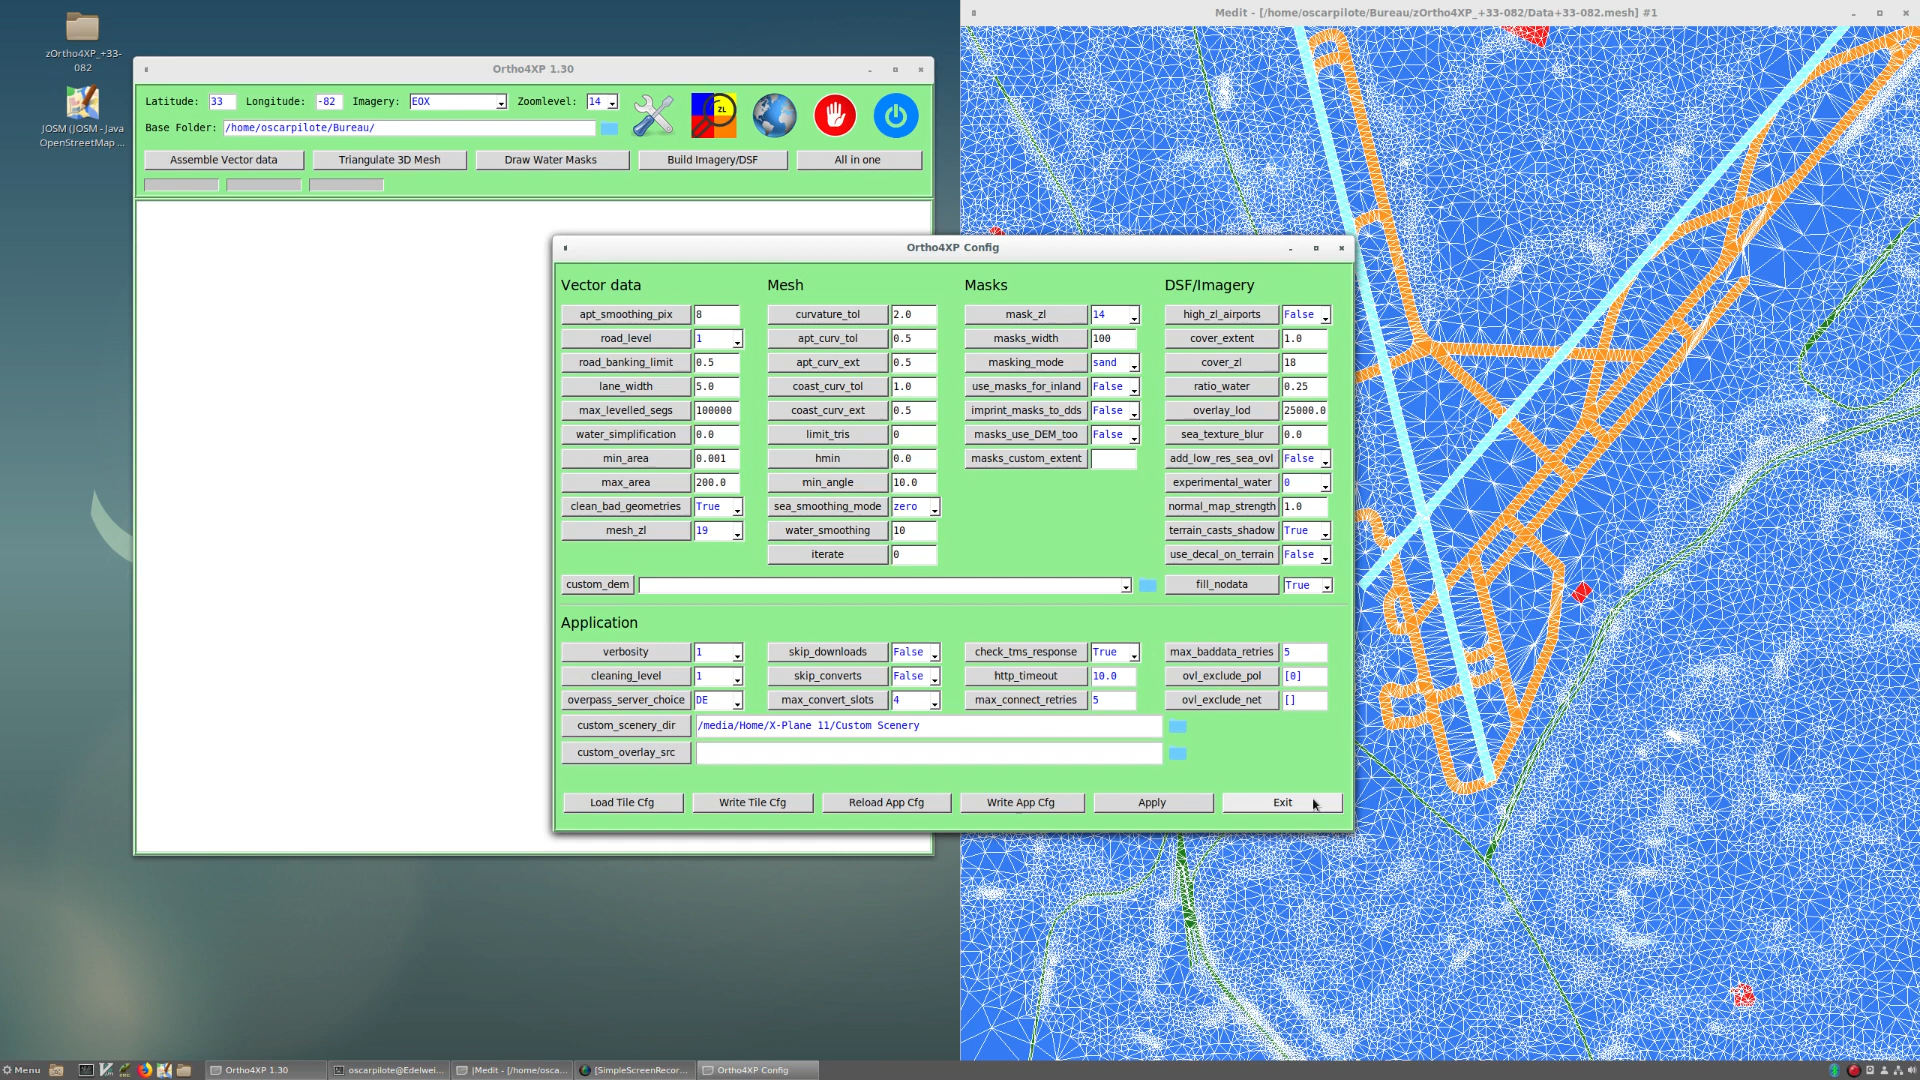 zOrtho4XP_+33-
082
JOSM (JOSM - Java
OpenStreetMap ...
Ortho4XP 1.30
Latitude: 33 Longitude: -82 Imagery: EOX Zoomlevel: 14
ZL
Base Folder: /home/oscarpilote/Bureau/
Assemble Vector data Triangulate 3D Mesh Draw Water Masks Build Imagery/DSF All in one
Medit - [/home/oscarpilote/Bureau/zOrtho4XP_+33-082/Data+33-082.mesh] #1
Ortho4XP Config
Vector data Mesh Masks DSF/Imagery
apt_smoothing_pix 8 curvature_tol 2.0 mask_zl 14 high_zl_airports False
road_level 1 apt_curv_tol 0.5 masks_width 100 cover_extent 1.0
road_banking_limit 0.5 apt_curv_ext 0.5 masking_mode sand cover_zl 18
lane_width 5.0 coast_curv_tol 1.0 use_masks_for_inland False ratio_water 0.25
max_levelled_segs 100000 coast_curv_ext 0.5 imprint_masks_to_dds False overlay_lod 25000.0
water_simplification 0.0 limit_tris 0 masks_use_DEM_too False sea_texture_blur 0.0
min_area 0.001 hmin 0.0 masks_custom_extent add_low_res_sea_ovl False
max_area 200.0 min_angle 10.0 experimental_water 0
clean_bad_geometries True sea_smoothing_mode zero normal_map_strength 1.0
mesh_zl 19 water_smoothing 10 terrain_casts_shadow True
iterate 0 use_decal_on_terrain False
custom_dem fill_nodata True
Application
verbosity 1 skip_downloads False check_tms_response True max_baddata_retries 5
cleaning_level 1 skip_converts False http_timeout 10.0 ovl_exclude_pol [0]
overpass_server_choice DE max_convert_slots 4 max_connect_retries 5 ovl_exclude_net []
custom_scenery_dir /media/Home/X-Plane 11/Custom Scenery
custom_overlay_src
Load Tile Cfg Write Tile Cfg Reload App Cfg Write App Cfg Apply Exit
Menu Ortho4XP 1.30 oscarpilote@Edelwei... |Medit - [/home/osca... [SimpleScreenRecor... Ortho4XP Config